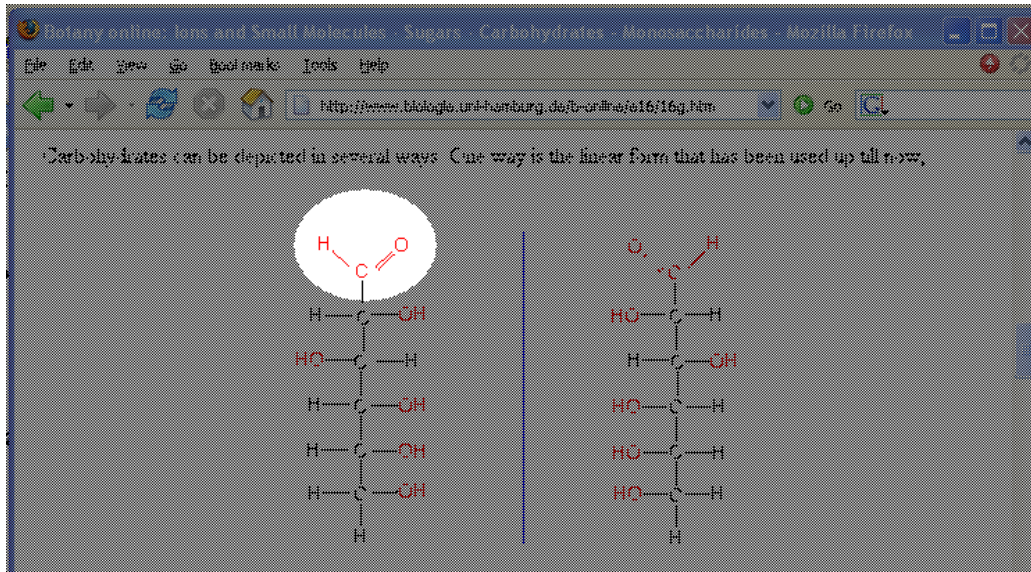 Botany online: Ions and Small Molecules - Sugars - Carbohydrates - Monosaccharides - Mozilla Firefox
File Edit View Go Bookmarks Tools Help
http://www.biologie.uni-hamburg.de/b-online/e16/16g.htm Go G
Carbohydrates can be depicted in several ways. One way is the linear form that has been used up till now,
H O O H
C C
H C OH HO C H
HO C H H C OH
H C OH HO C H
H C OH HO C H
H C OH HO C H
H H